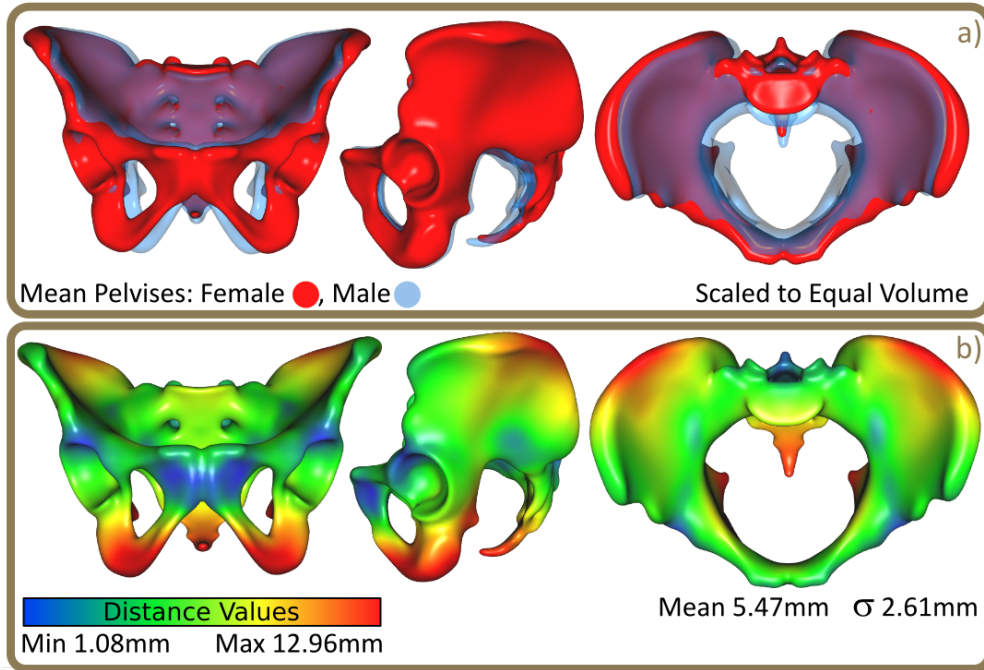 a)
Mean Pelvises: Female , Male
Scaled to Equal Volume
b)
Distance Values
Min 1.08mm Max 12.96mm
Mean 5.47mm σ 2.61mm